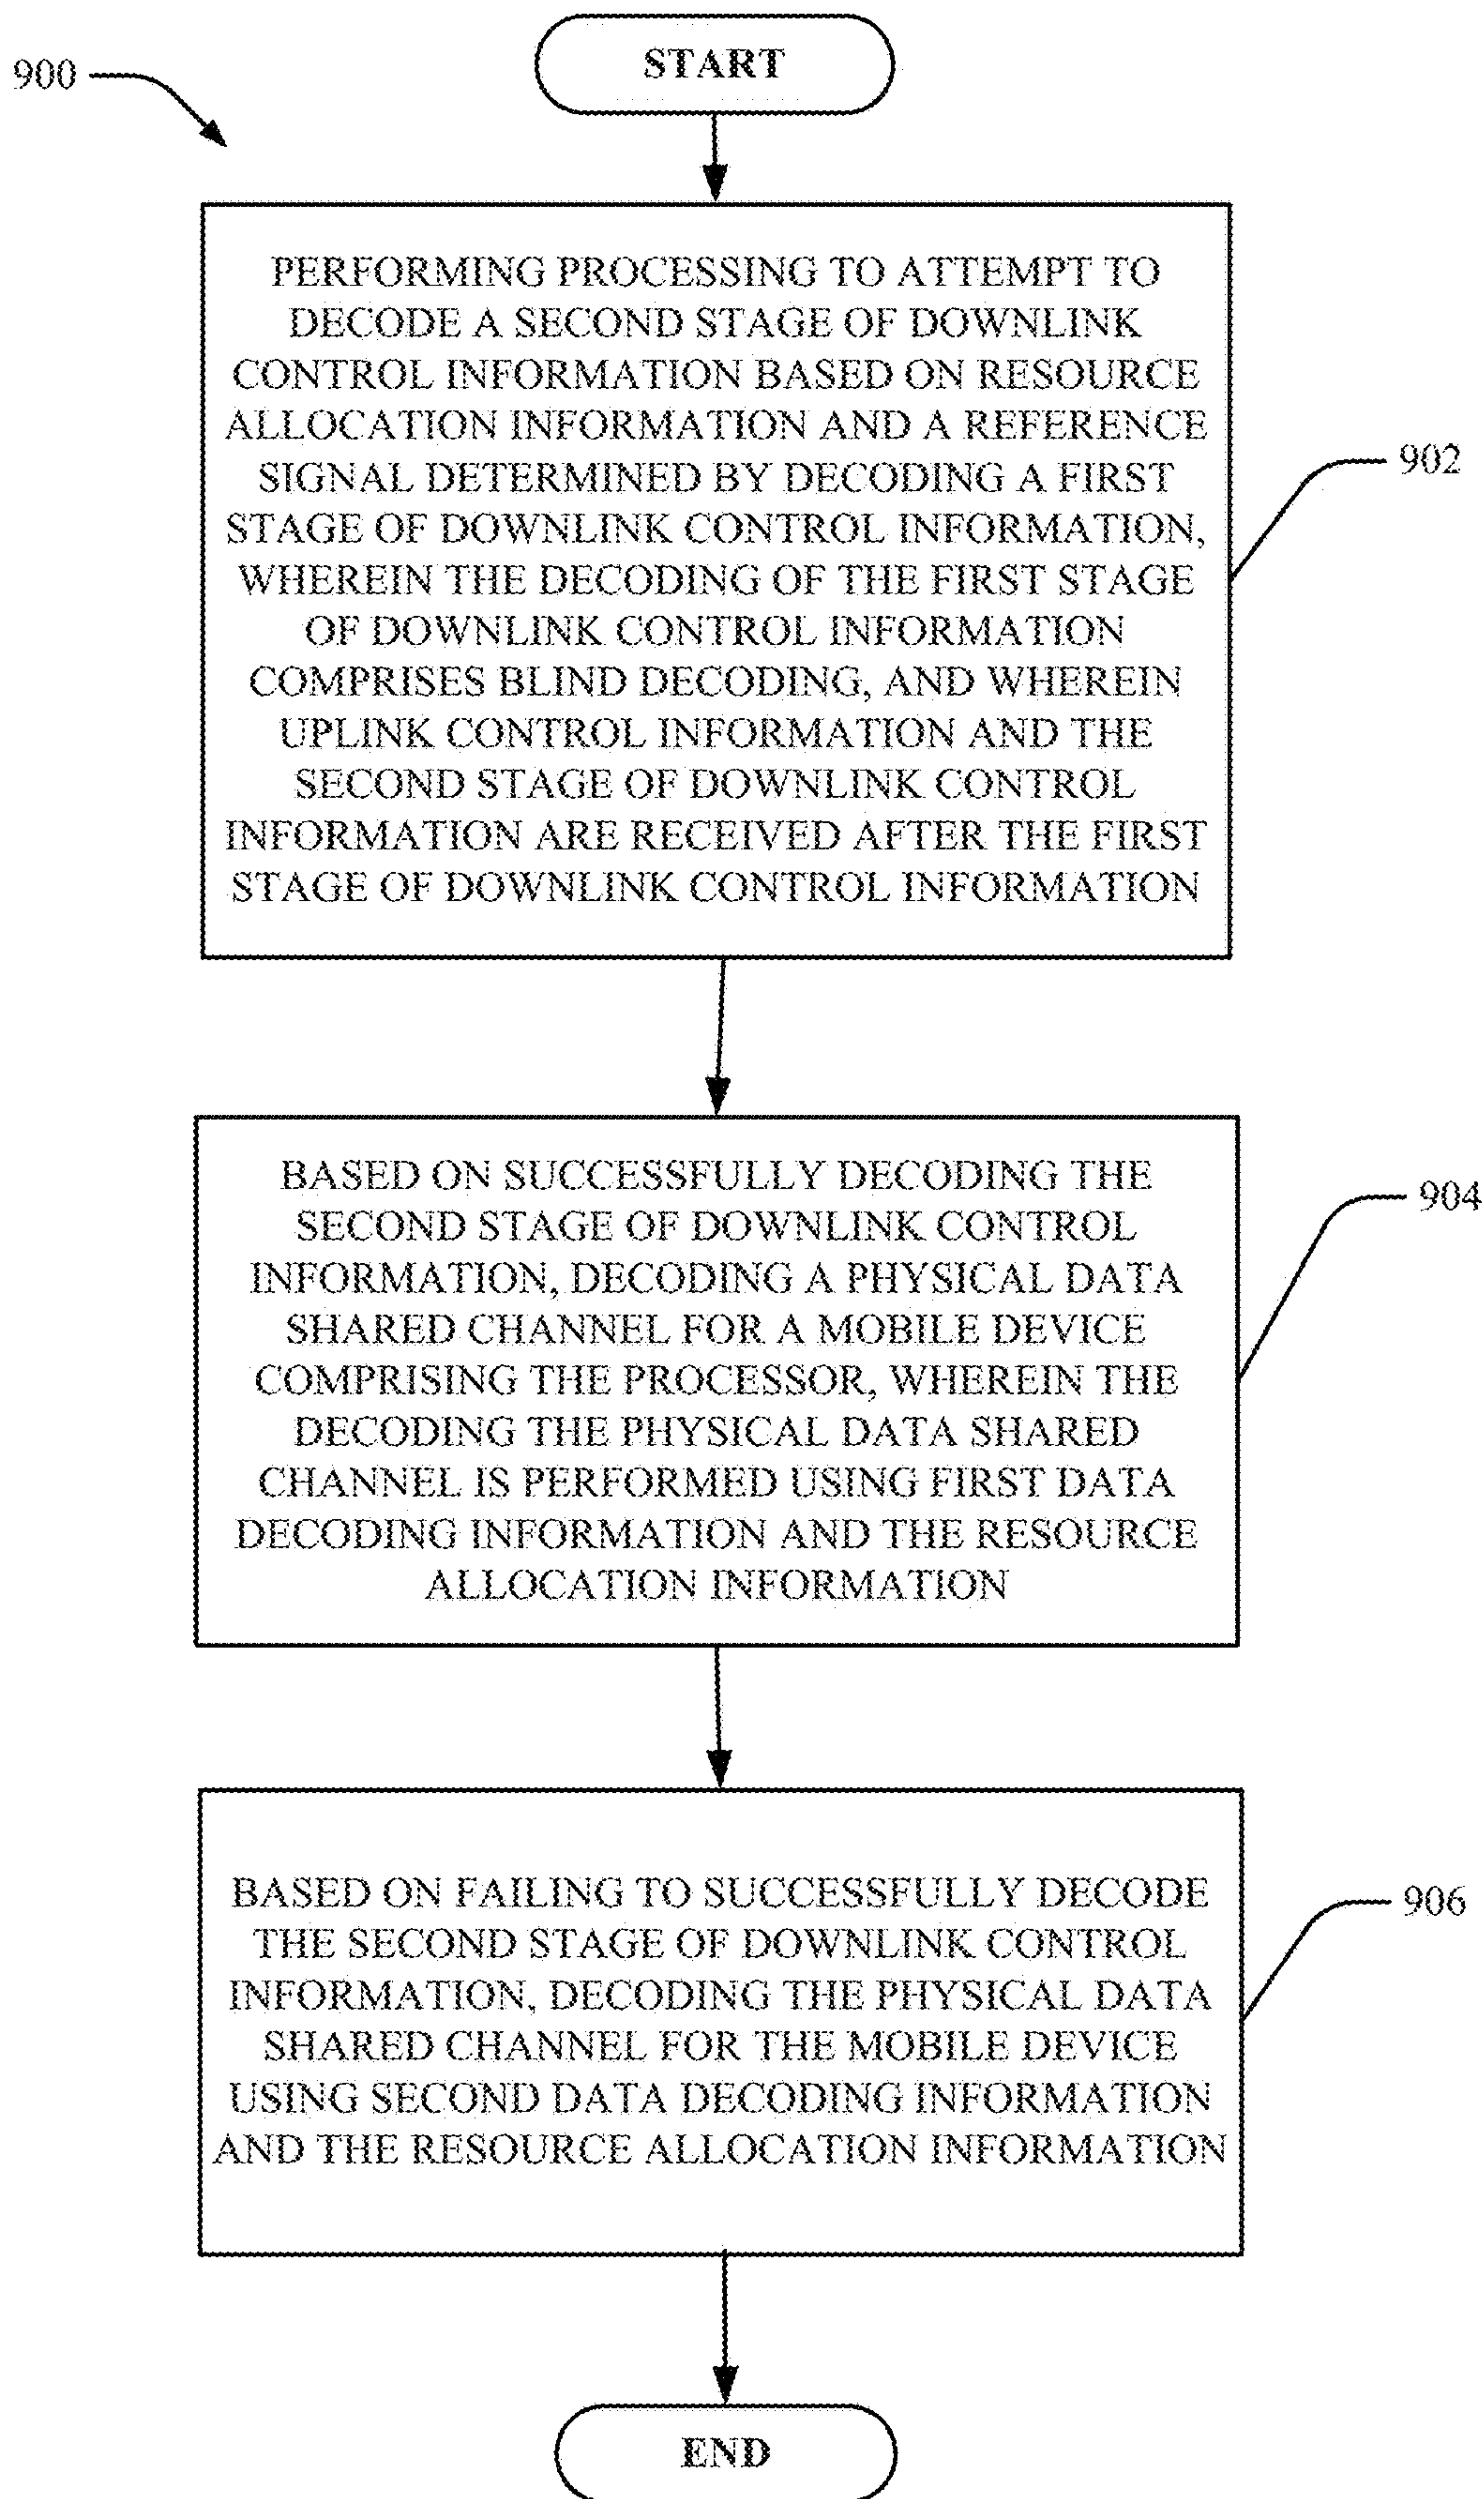 900
START
PERFORMING PROCESSING TO ATTEMPT TO
DECODE A SECOND STAGE OF DOWNLINK
CONTROL INFORMATION BASED ON RESOURCE
ALLOCATION INFORMATION AND A REFERENCE
SIGNAL DETERMINED BY DECODING A FIRST
STAGE OF DOWNLINK CONTROL INFORMATION,
WHEREIN THE DECODING OF THE FIRST STAGE
OF DOWNLINK CONTROL INFORMATION
COMPRISES BLIND DECODING, AND WHEREIN
UPLINK CONTROL INFORMATION AND THE
SECOND STAGE OF DOWNLINK CONTROL
INFORMATION ARE RECEIVED AFTER THE FIRST
STAGE OF DOWNLINK CONTROL INFORMATION
902
BASED ON SUCCESSFULLY DECODING THE
SECOND STAGE OF DOWNLINK CONTROL
INFORMATION, DECODING A PHYSICAL DATA
SHARED CHANNEL FOR A MOBILE DEVICE
COMPRISING THE PROCESSOR, WHEREIN THE
DECODING THE PHYSICAL DATA SHARED
CHANNEL IS PERFORMED USING FIRST DATA
DECODING INFORMATION AND THE RESOURCE
ALLOCATION INFORMATION
904
BASED ON FAILING TO SUCCESSFULLY DECODE
THE SECOND STAGE OF DOWNLINK CONTROL
INFORMATION, DECODING THE PHYSICAL DATA
SHARED CHANNEL FOR THE MOBILE DEVICE
USING SECOND DATA DECODING INFORMATION
AND THE RESOURCE ALLOCATION INFORMATION
906
END